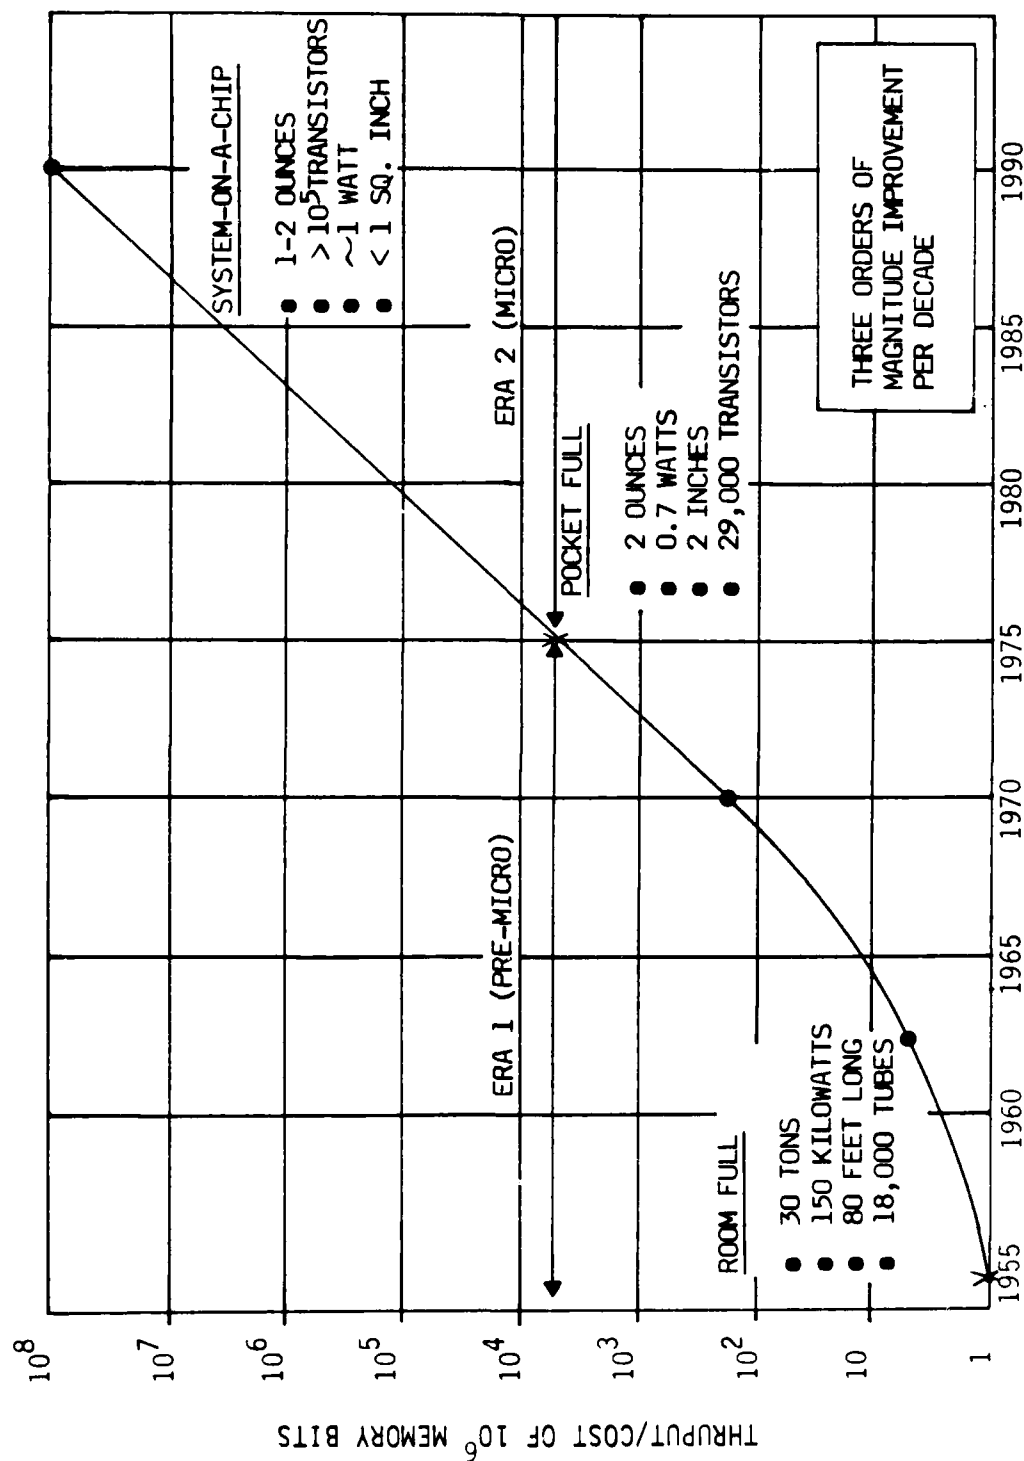 THRUPUT/COST OF 10⁶ MEMORY BITS
10⁸
10⁷
10⁶
10⁵
10⁴
10³
10²
10
1
1955
1960
1965
1970
1975
1980
1985
1990
ERA 1 (PRE-MICRO)
ERA 2 (MICRO)
ROOM FULL
● 30 TONS
● 150 KILOWATTS
● 80 FEET LONG
● 18,000 TUBES
POCKET FULL
● 2 OUNCES
● 0.7 WATTS
● 2 INCHES
● 29,000 TRANSISTORS
SYSTEM-ON-A-CHIP
● 1-2 OUNCES
● >10⁵TRANSISTORS
● ~1 WATT
● < 1 SQ. INCH
THREE ORDERS OF
MAGNITUDE IMPROVEMENT
PER DECADE